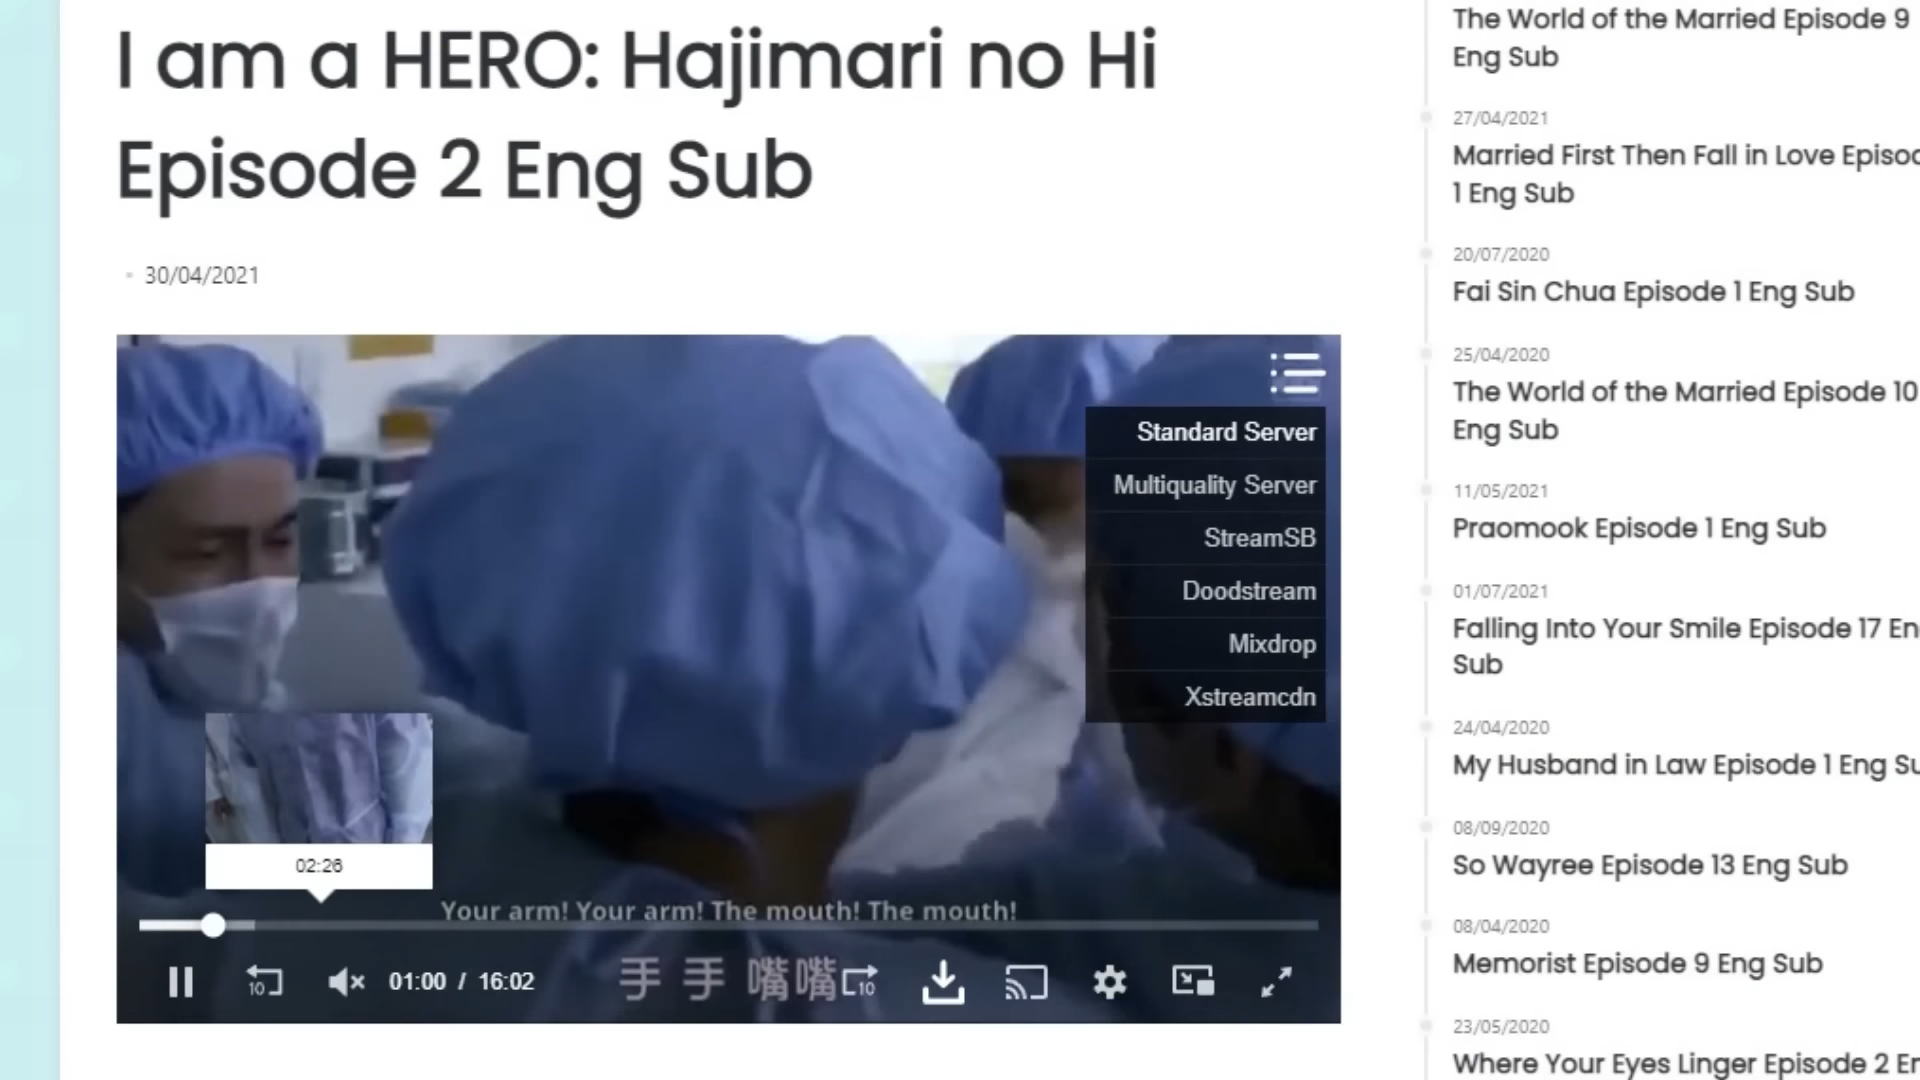 I am a HERO: Hajimari no Hi
Episode 2 Eng Sub
30/04/2021
Standard Server
Multiquality Server
StreamSB
Doodstream
Mixdrop
Xstreamcdn
02:26
Your arm! Your arm! The mouth! The mouth!
手 手 嘴嘴
10
01:00 / 16:02
10
The World of the Married Episode 9
Eng Sub
27/04/2021
Married First Then Fall in Love Episod
1 Eng Sub
20/07/2020
Fai Sin Chua Episode 1 Eng Sub
25/04/2020
The World of the Married Episode 10
Eng Sub
11/05/2021
Praomook Episode 1 Eng Sub
01/07/2021
Falling Into Your Smile Episode 17 En
Sub
24/04/2020
My Husband in Law Episode 1 Eng Su
08/09/2020
So Wayree Episode 13 Eng Sub
08/04/2020
Memorist Episode 9 Eng Sub
23/05/2020
Where Your Eyes Linger Episode 2 En